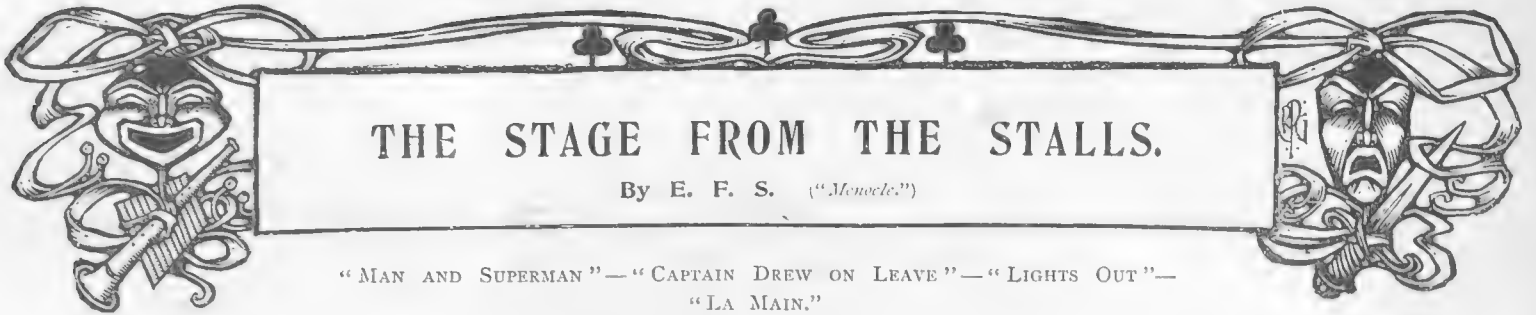 THE STAGE FROM THE STALLS.
By E. F. S. ("Monocle.")
"MAN AND SUPERMAN"—"CAPTAIN DREW ON LEAVE"—"LIGHTS OUT"—
"LA MAIN."